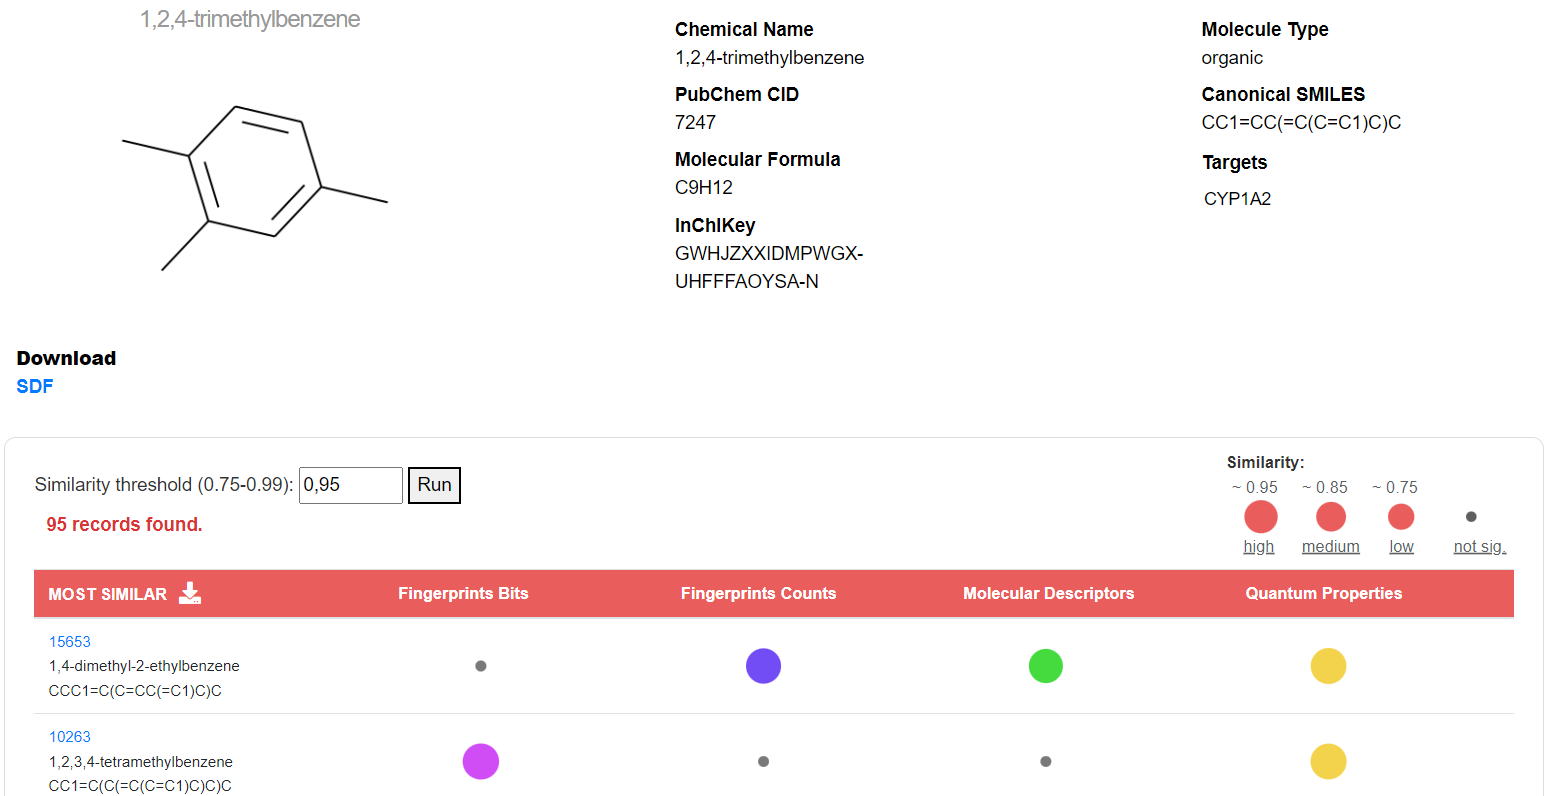 1,2,4-trimethylbenzene
Chemical Name
1,2,4-trimethylbenzene
PubChem CID
7247
Molecular Formula
C9H12
InChIKey
GWHJZXXIDMPWGX-
UHFFFAOYSA-N
Molecule Type
organic
Canonical SMILES
CC1=CC(=C(C=C1)C)C
Targets
CYP1A2
Download
SDF
Similarity threshold (0.75-0.99): 0,95 Run
95 records found.
Similarity:
~ 0.95 ~ 0.85 ~ 0.75
high medium low not sig.
MOST SIMILAR Fingerprints Bits Fingerprints Counts Molecular Descriptors Quantum Properties
15653
1,4-dimethyl-2-ethylbenzene
CCC1=C(C=CC(=C1)C)C
10263
1,2,3,4-tetramethylbenzene
CC1=C(C(=C(C=C1)C)C)C